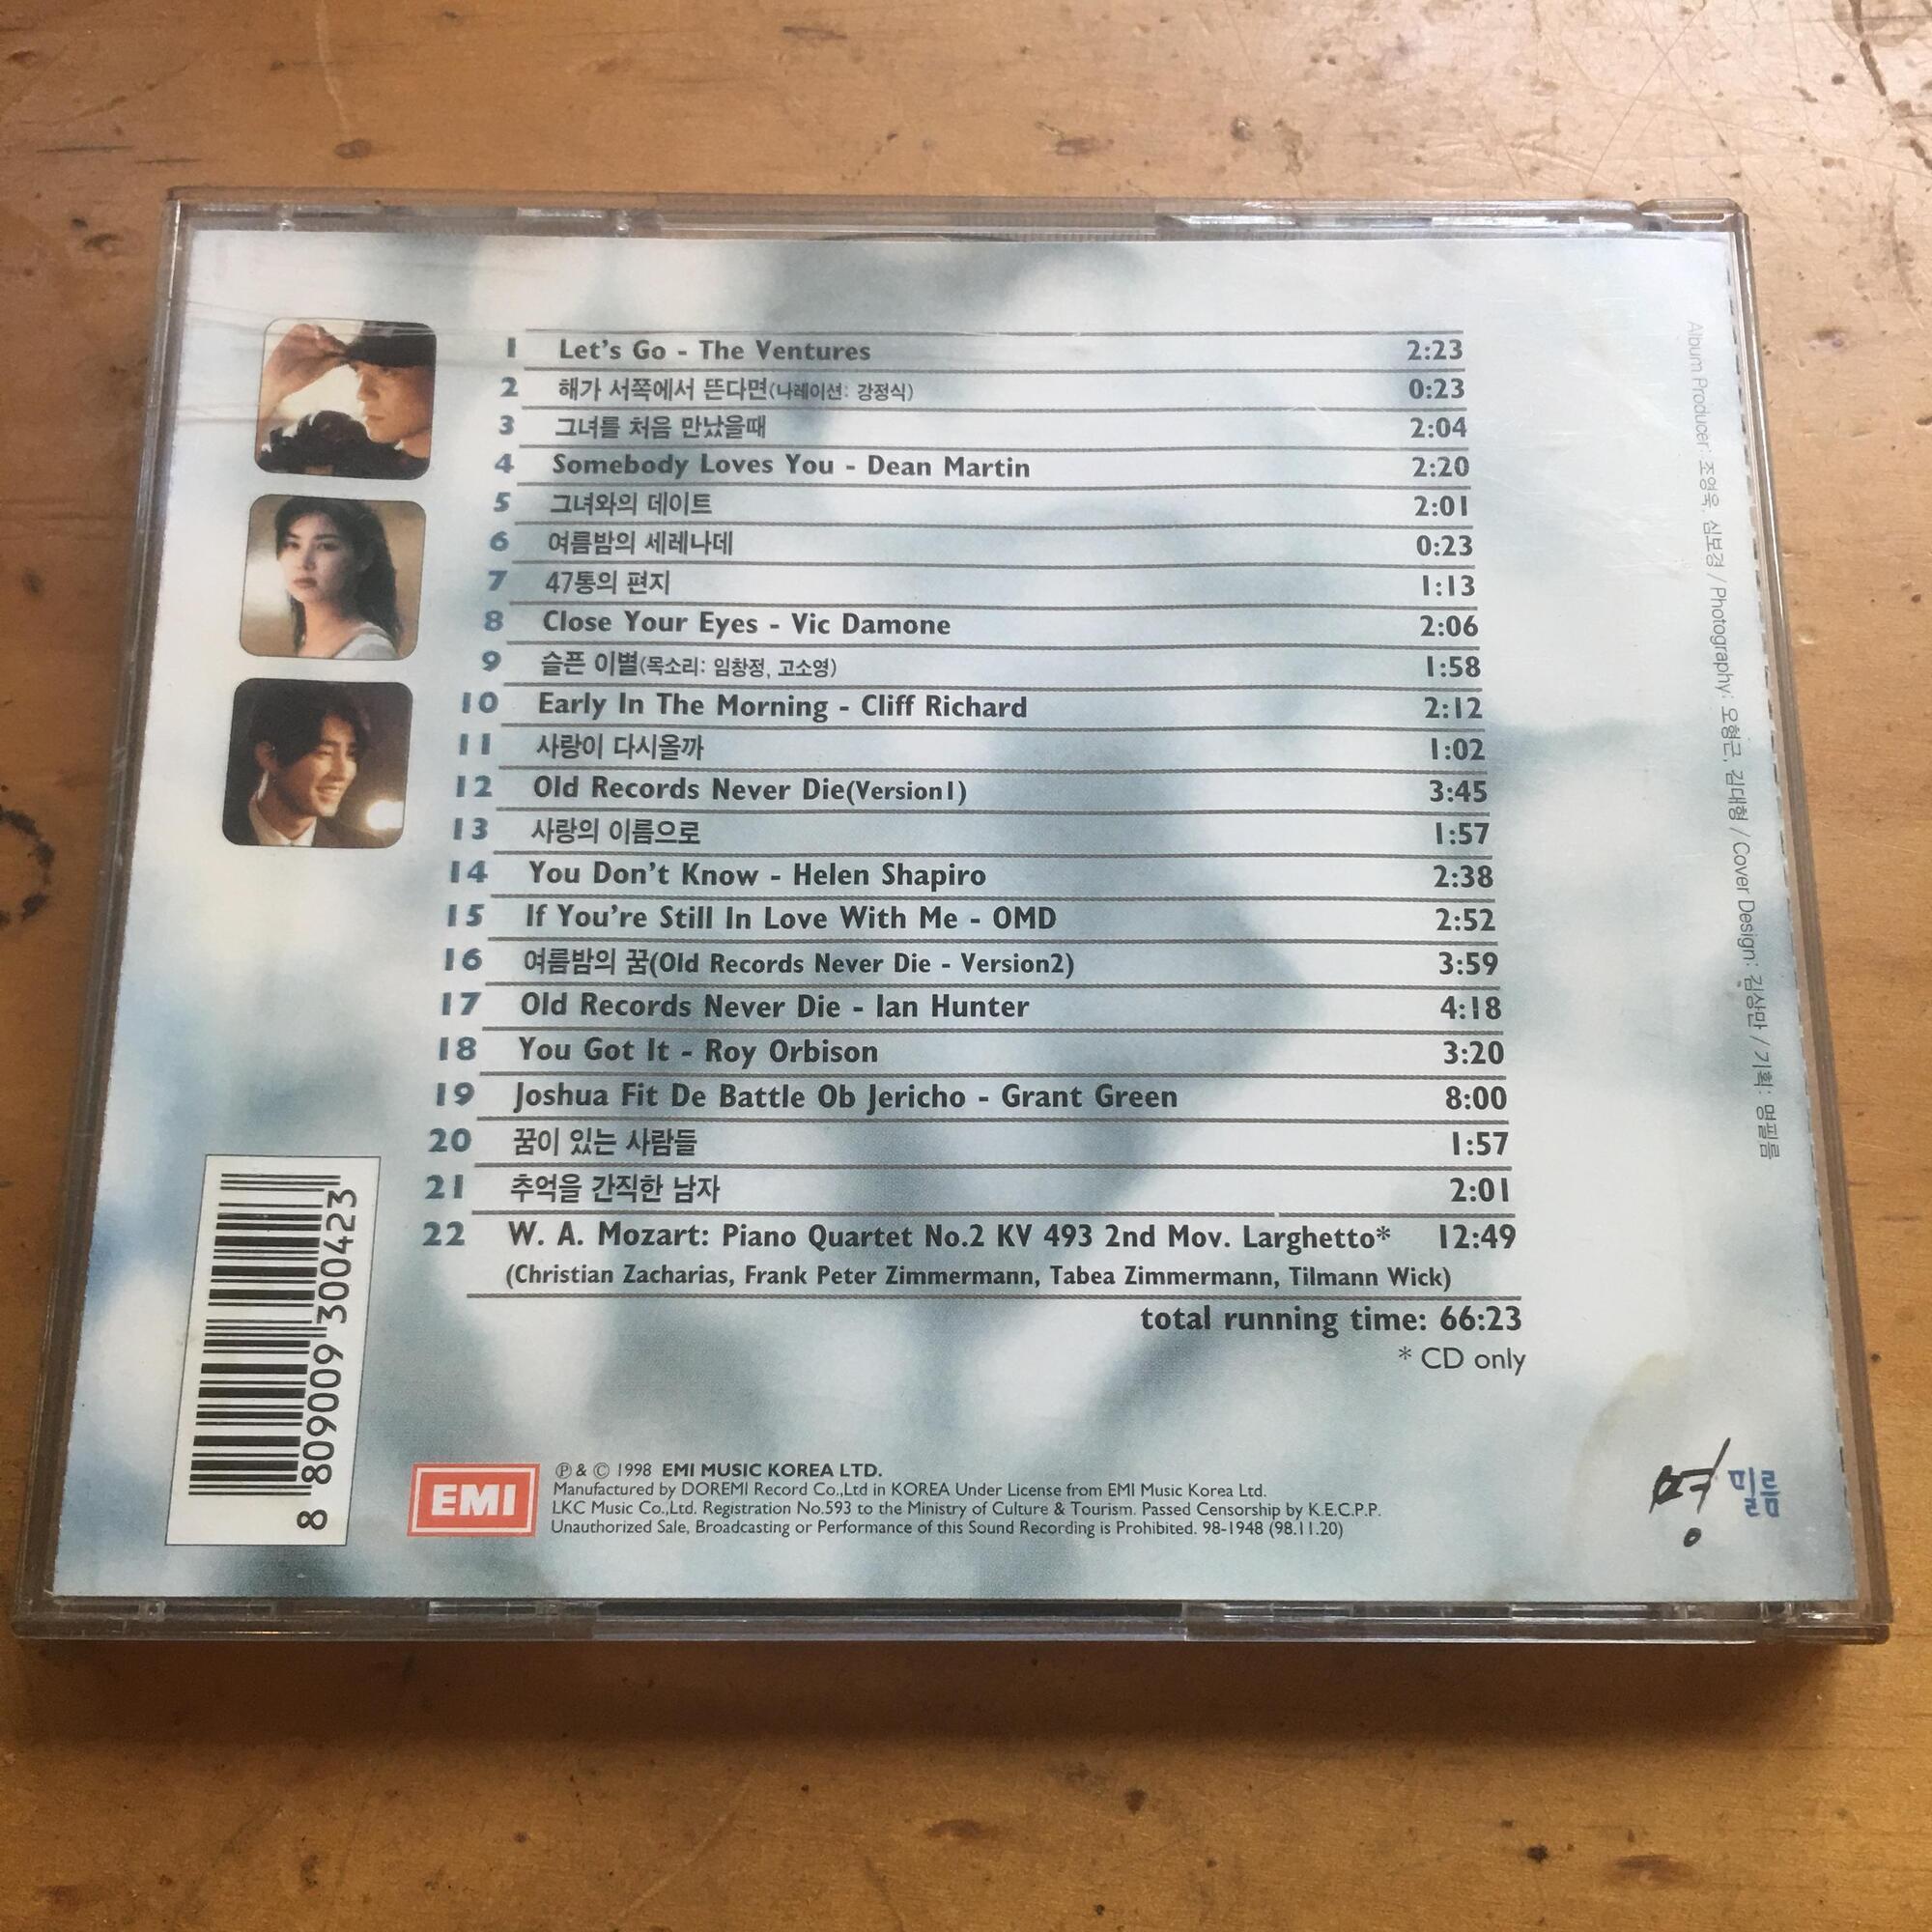 1 Let's Go - The Ventures 2:23
2 해가 서쪽에서 뜬다면(나레이션: 강정식) 0:23
3 그녀를 처음 만났을때 2:04
4 Somebody Loves You - Dean Martin 2:20
5 그녀와의 데이트 2:01
6 여름밤의 세레나데 0:23
7 47통의 편지 1:13
8 Close Your Eyes - Vic Damone 2:06
9 슬픈 이별(목소리: 임창정, 고소영) 1:58
10 Early In The Morning - Cliff Richard 2:12
11 사랑이 다시올까 1:02
12 Old Records Never Die(Version1) 3:45
13 사랑의 이름으로 1:57
14 You Don't Know - Helen Shapiro 2:38
15 If You're Still In Love With Me - OMD 2:52
16 여름밤의 꿈(Old Records Never Die - Version2) 3:59
17 Old Records Never Die - Ian Hunter 4:18
18 You Got It - Roy Orbison 3:20
19 Joshua Fit De Battle Ob Jericho - Grant Green 8:00
20 꿈이 있는 사람들 1:57
21 추억을 간직한 남자 2:01
22 W. A. Mozart: Piano Quartet No.2 KV 493 2nd Mov. Larghetto* 12:49
(Christian Zacharias, Frank Peter Zimmermann, Tabea Zimmermann, Tilmann Wick)
total running time: 66:23
* CD only
8 809009 300423
EMI
℗ & © 1998 EMI MUSIC KOREA LTD.
Manufactured by DOREMI Record Co.,Ltd in KOREA Under License from EMI Music Korea Ltd.
LKC Music Co.,Ltd. Registration No.593 to the Ministry of Culture & Tourism. Passed Censorship by K.E.C.P.P.
Unauthorized Sale, Broadcasting or Performance of this Sound Recording is Prohibited. 98-1948 (98.11.20)
명필름
Album Producer: 조영욱, 심보경 / Photography: 오형근, 김대형 / Cover Design: 김상만 / 기획: 명필름